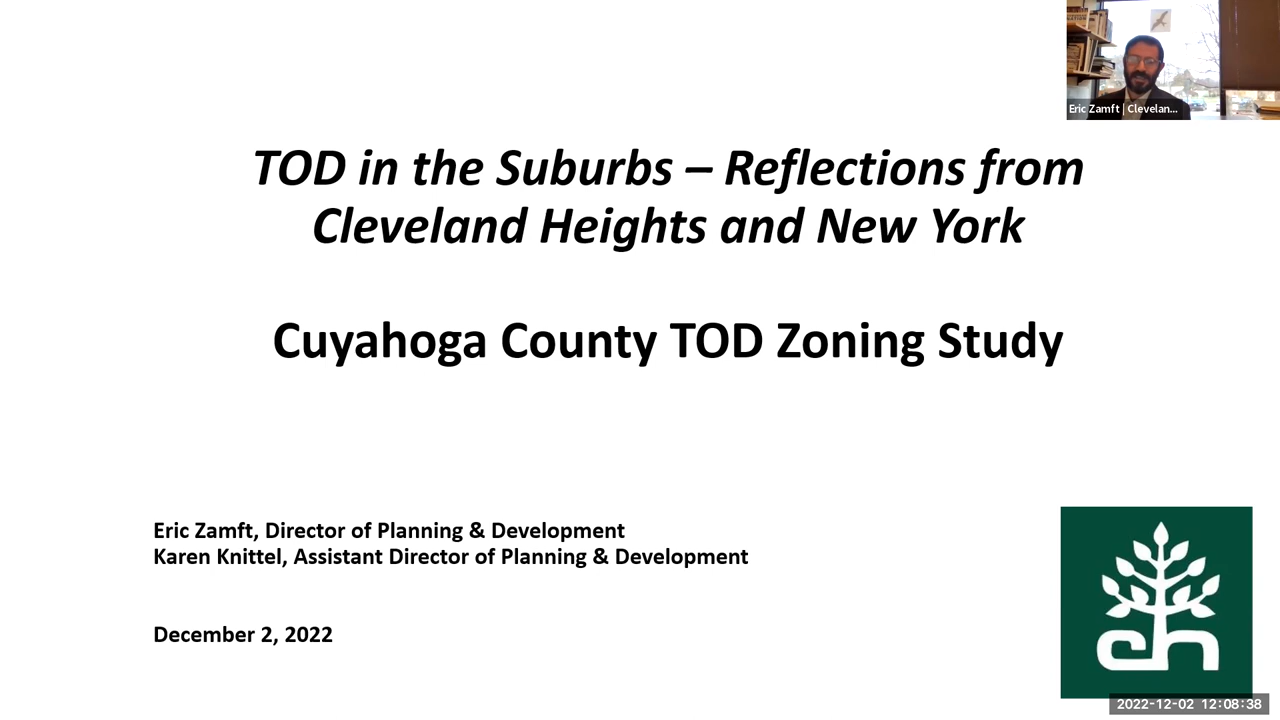 Eric Zamft | Clevelan...
TOD in the Suburbs – Reflections from
Cleveland Heights and New York
Cuyahoga County TOD Zoning Study
Eric Zamft, Director of Planning & Development
Karen Knittel, Assistant Director of Planning & Development
December 2, 2022
ch
2022-12-02 12:08:38